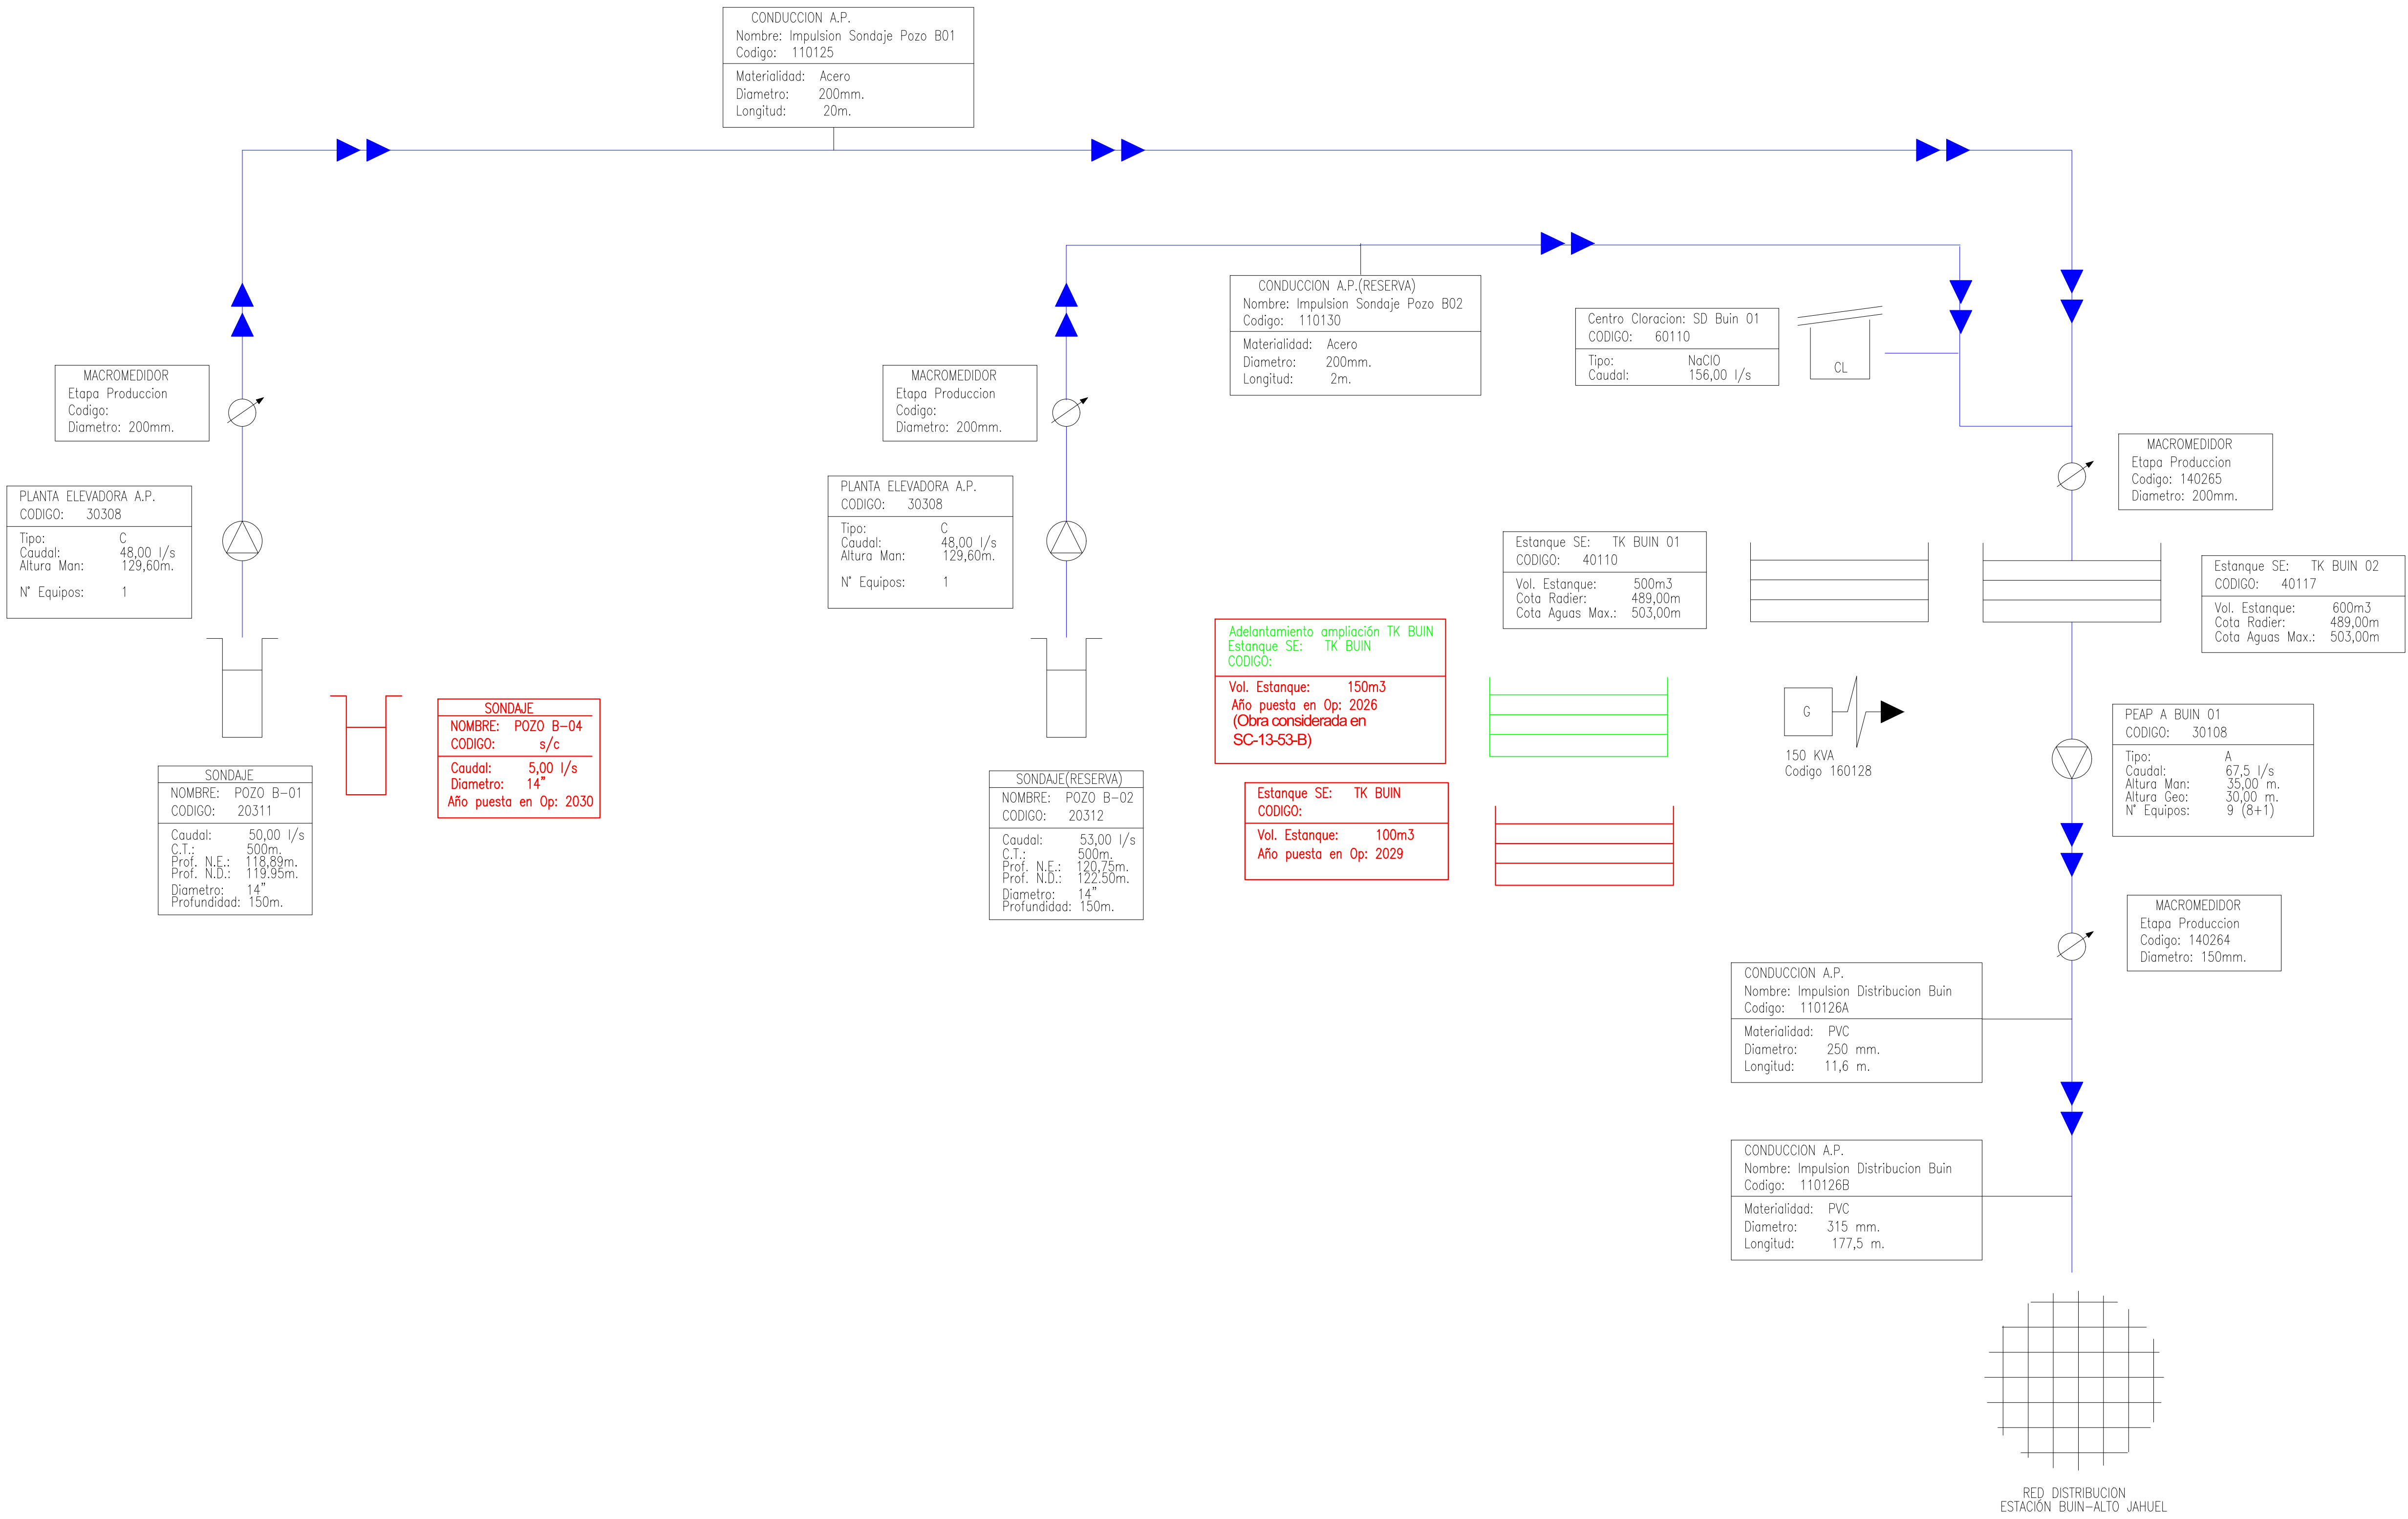 CONDUCCION A.P.
Nombre: Impulsion Sondaje Pozo B01
Codigo: 110125
Materialidad: Acero
Diametro: 200mm.
Longitud: 20m.
CONDUCCION A.P.(RESERVA)
Nombre: Impulsion Sondaje Pozo B02
Codigo: 110130
Materialidad: Acero
Diametro: 200mm.
Longitud: 2m.
Centro Cloracion: SD Buin 01
CODIGO: 60110
Tipo: NaClO
Caudal: 156,00 l/s
CL
MACROMEDIDOR
Etapa Produccion
Codigo:
Diametro: 200mm.
MACROMEDIDOR
Etapa Produccion
Codigo:
Diametro: 200mm.
MACROMEDIDOR
Etapa Produccion
Codigo: 140265
Diametro: 200mm.
PLANTA ELEVADORA A.P.
CODIGO: 30308
Tipo: C
Caudal: 48,00 l/s
Altura Man: 129,60m.
N° Equipos: 1
PLANTA ELEVADORA A.P.
CODIGO: 30308
Tipo: C
Caudal: 48,00 l/s
Altura Man: 129,60m.
N° Equipos: 1
Estanque SE: TK BUIN 01
CODIGO: 40110
Vol. Estanque: 500m3
Cota Radier: 489,00m
Cota Aguas Max.: 503,00m
Estanque SE: TK BUIN 02
CODIGO: 40117
Vol. Estanque: 600m3
Cota Radier: 489,00m
Cota Aguas Max.: 503,00m
Adelantamiento ampliación TK BUIN
Estanque SE: TK BUIN
CODIGO:
Vol. Estanque: 150m3
Año puesta en Op: 2026
(Obra considerada en
SC-13-53-B)
SONDAJE
NOMBRE: POZO B-04
CODIGO: s/c
Caudal: 5,00 l/s
Diametro: 14"
Año puesta en Op: 2030
G
150 KVA
Codigo 160128
PEAP A BUIN 01
CODIGO: 30108
Tipo: A
Caudal: 67,5 l/s
Altura Man: 35,00 m.
Altura Geo: 30,00 m.
N° Equipos: 9 (8+1)
SONDAJE
NOMBRE: POZO B-01
CODIGO: 20311
Caudal: 50,00 l/s
C.T.: 500m.
Prof. N.E.: 118,89m.
Prof. N.D.: 119.95m.
Diametro: 14"
Profundidad: 150m.
SONDAJE(RESERVA)
NOMBRE: POZO B-02
CODIGO: 20312
Caudal: 53,00 l/s
C.T.: 500m.
Prof. N.E.: 120,75m.
Prof. N.D.: 122.50m.
Diametro: 14"
Profundidad: 150m.
Estanque SE: TK BUIN
CODIGO:
Vol. Estanque: 100m3
Año puesta en Op: 2029
MACROMEDIDOR
Etapa Produccion
Codigo: 140264
Diametro: 150mm.
CONDUCCION A.P.
Nombre: Impulsion Distribucion Buin
Codigo: 110126A
Materialidad: PVC
Diametro: 250 mm.
Longitud: 11,6 m.
CONDUCCION A.P.
Nombre: Impulsion Distribucion Buin
Codigo: 110126B
Materialidad: PVC
Diametro: 315 mm.
Longitud: 177,5 m.
RED DISTRIBUCION
ESTACIÓN BUIN-ALTO JAHUEL